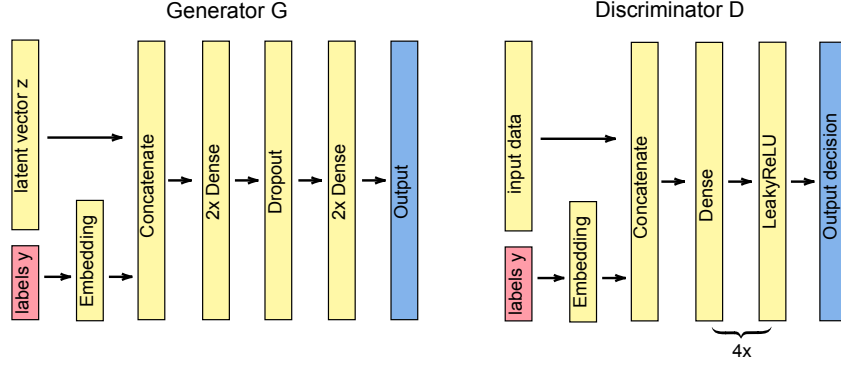 Generator G
latent vector z
labels y
Embedding
Concatenate
2x Dense
Dropout
2x Dense
Output
Discriminator D
input data
labels y
Embedding
Concatenate
Dense
LeakyReLU
Output decision
4x